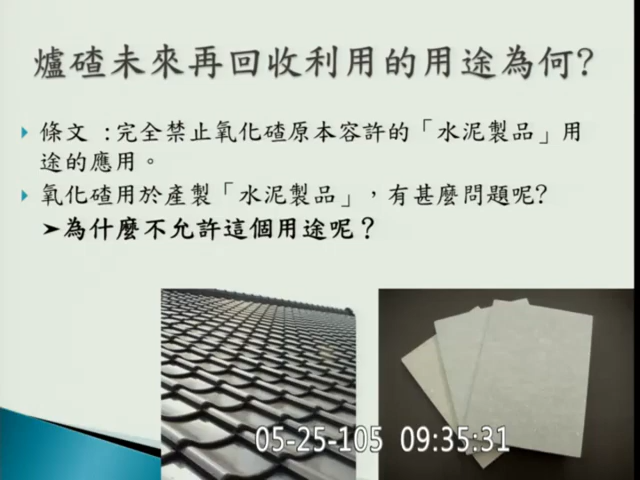 爐碴未來再回收利用的用途為何?
條文 :完全禁止氧化碴原本容許的「水泥製品」用
途的應用。
氧化碴用於產製「水泥製品」，有甚麼問題呢?
➤為什麼不允許這個用途呢？
05-25-105 09:35:31